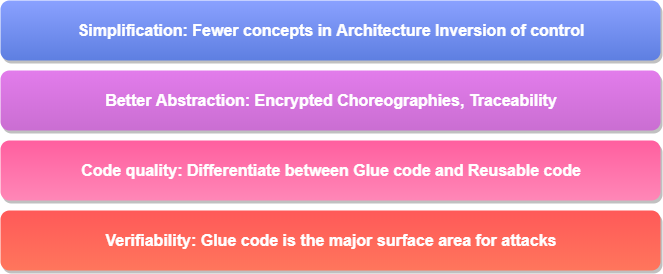 Simplification: Fewer concepts in Architecture Inversion of control
Better Abstraction: Encrypted Choreographies, Traceability
Code quality: Differentiate between Glue code and Reusable code
Verifiability: Glue code is the major surface area for attacks